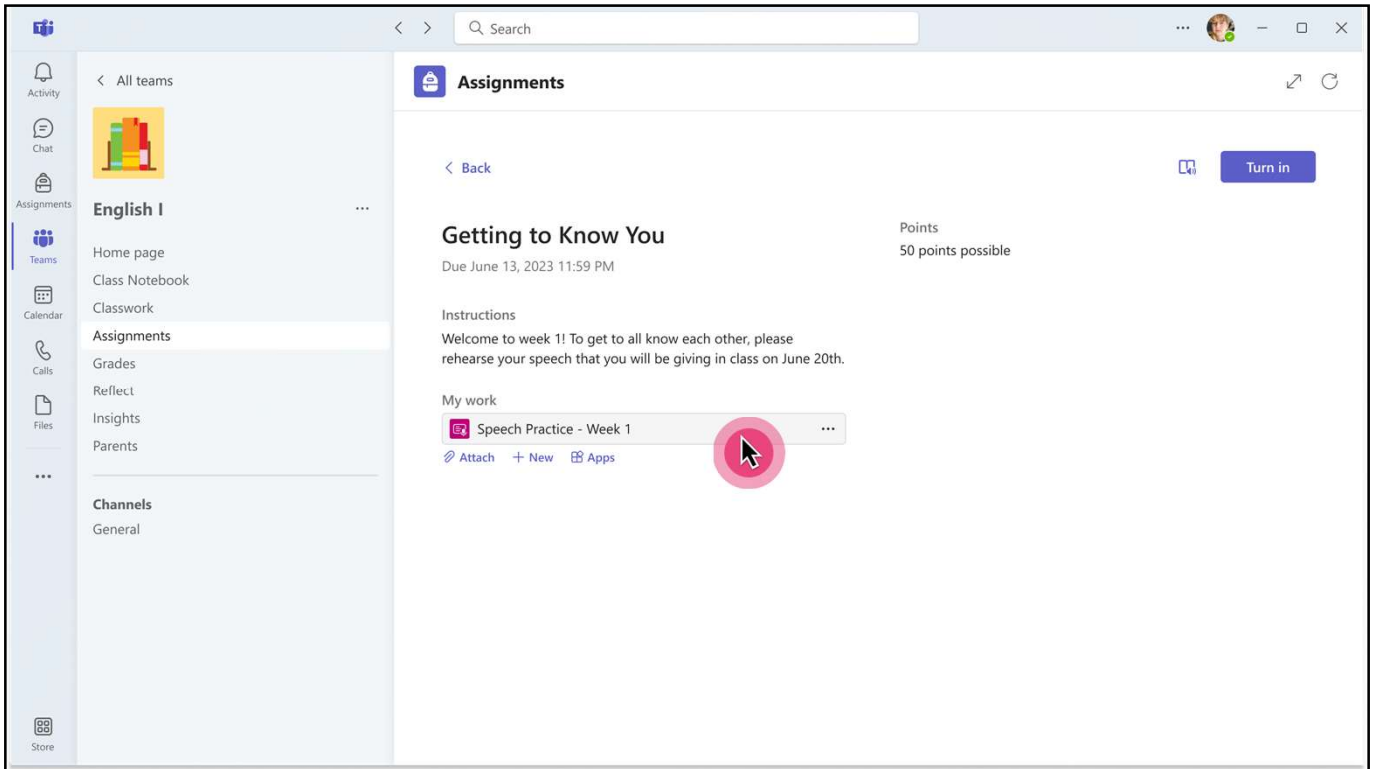 Search
Activity
Chat
Assignments
Teams
Calendar
Calls
Files
Store
All teams
English I
Home page
Class Notebook
Classwork
Assignments
Grades
Reflect
Insights
Parents
Channels
General
Assignments
Back
Turn in
Getting to Know You
Due June 13, 2023 11:59 PM
Points
50 points possible
Instructions
Welcome to week 1! To get to all know each other, please
rehearse your speech that you will be giving in class on June 20th.
My work
Speech Practice - Week 1
Attach + New Apps